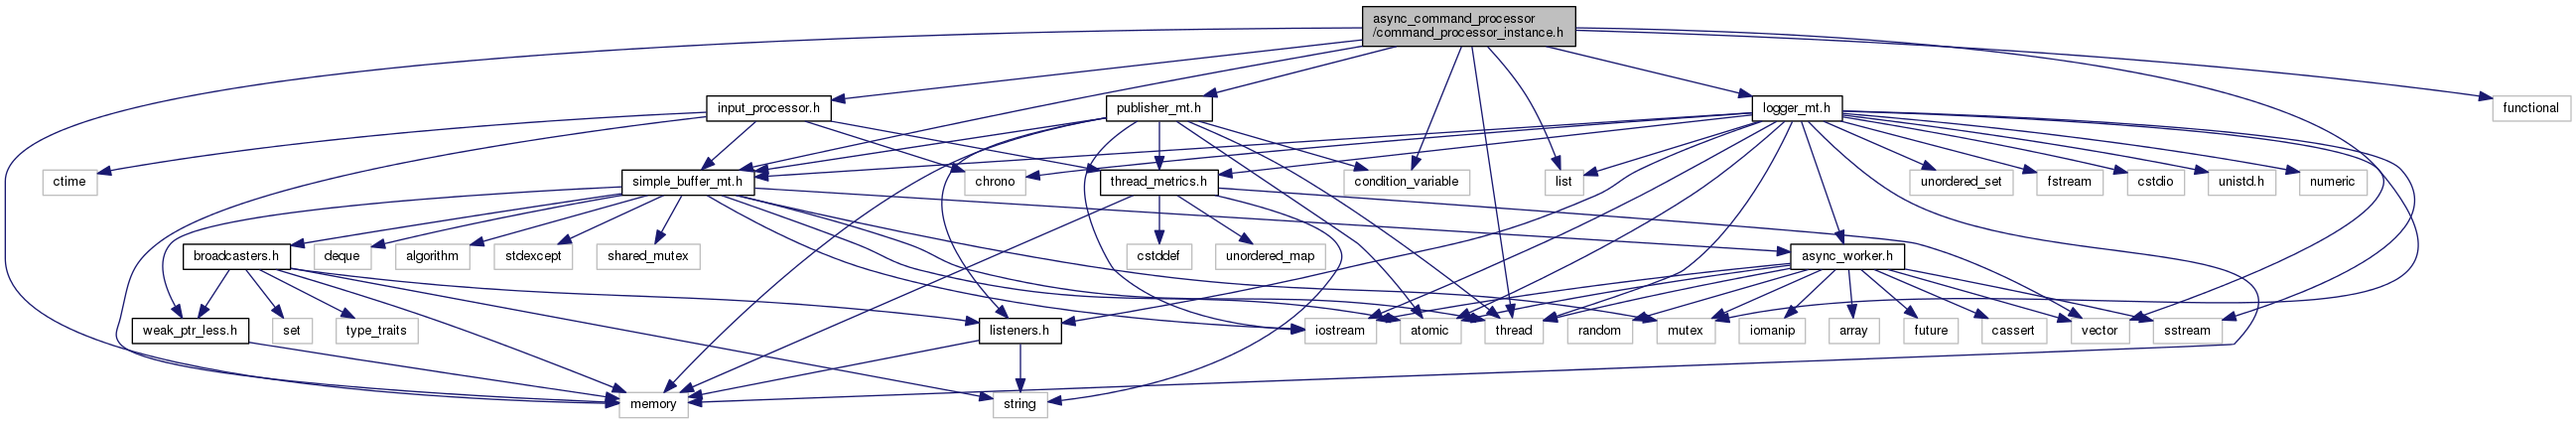 async_command_processor
/command_processor_instance.h
input_processor.h
publisher_mt.h
logger_mt.h
functional
ctime
simple_buffer_mt.h
chrono
thread_metrics.h
condition_variable
list
unordered_set
fstream
cstdio
unistd.h
numeric
broadcasters.h
deque
algorithm
stdexcept
shared_mutex
cstddef
unordered_map
async_worker.h
weak_ptr_less.h
set
type_traits
listeners.h
iostream
atomic
thread
random
mutex
iomanip
array
future
cassert
vector
sstream
memory
string